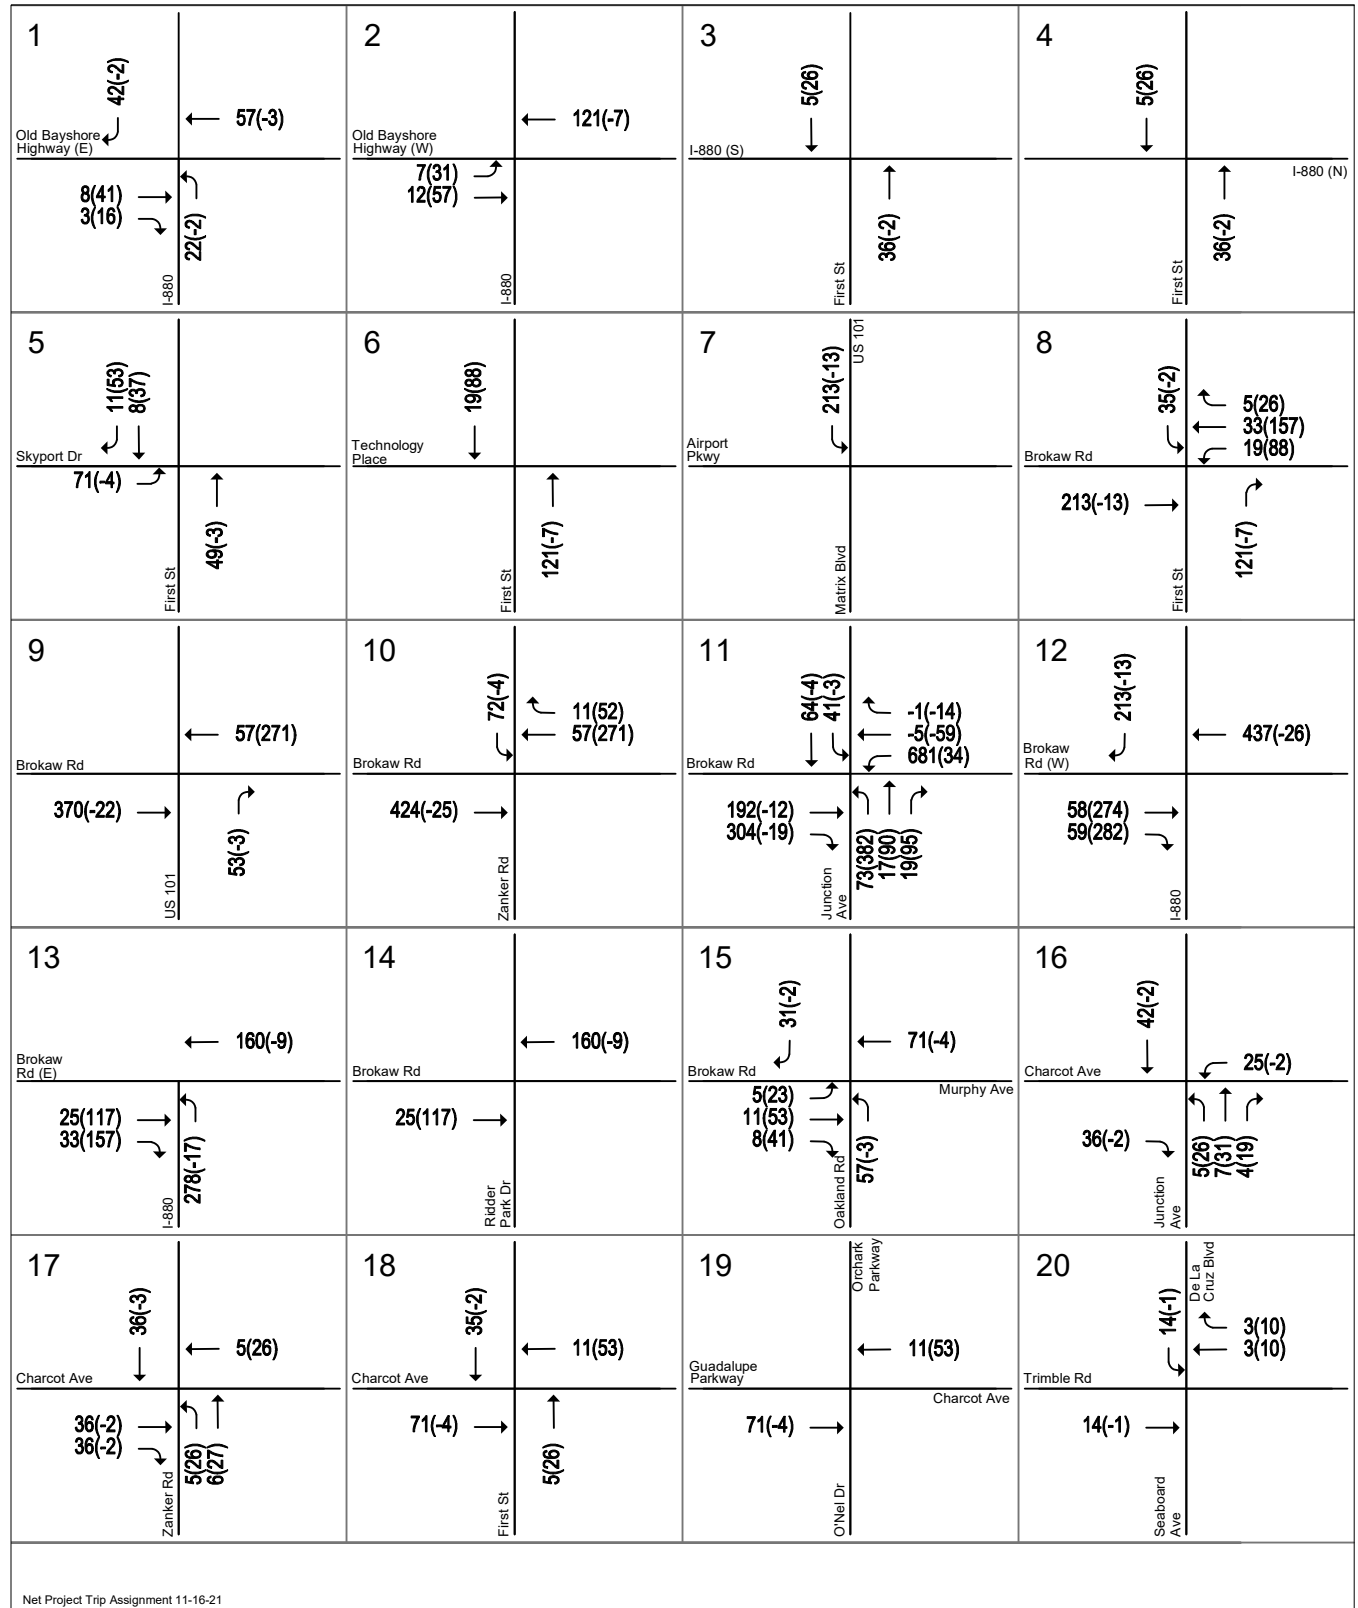 1
42(-2)
57(-3)
Old Bayshore
Highway (E)
8(41)
3(16)
22(-2)
I-880
2
121(-7)
Old Bayshore
Highway (W)
7(31)
12(57)
I-880
3
5(26)
I-880 (S)
36(-2)
First St
4
5(26)
I-880 (N)
36(-2)
First St
5
11(53)
8(37)
Skyport Dr
71(-4)
49(-3)
First St
6
19(88)
Technology
Place
121(-7)
First St
7
US 101
213(-13)
Airport
Pkwy
Matrix Blvd
8
35(-2)
5(26)
33(157)
19(88)
Brokaw Rd
213(-13)
121(-7)
First St
9
57(271)
Brokaw Rd
370(-22)
53(-3)
US 101
10
72(-4)
11(52)
57(271)
Brokaw Rd
424(-25)
Zanker Rd
11
64(-4)
41(-3)
-1(-14)
-5(-59)
681(34)
Brokaw Rd
192(-12)
304(-19)
73(382)
17(90)
19(95)
Junction
Ave
12
213(-13)
437(-26)
Brokaw
Rd (W)
58(274)
59(282)
I-880
13
160(-9)
Brokaw
Rd (E)
25(117)
33(157)
278(-17)
I-880
14
160(-9)
Brokaw Rd
25(117)
Ridder
Park Dr
15
31(-2)
71(-4)
Brokaw Rd
Murphy Ave
5(23)
11(53)
8(41)
57(-3)
Oakland Rd
16
42(-2)
25(-2)
Charcot Ave
36(-2)
5(26)
7(31)
4(19)
Junction
Ave
17
36(-3)
5(26)
Charcot Ave
36(-2)
36(-2)
5(26)
6(27)
Zanker Rd
18
35(-2)
11(53)
Charcot Ave
71(-4)
5(26)
First St
19
Orchark
Parkway
11(53)
Guadalupe
Parkway
Charcot Ave
71(-4)
O'Nel Dr
20
De La
Cruz Blvd
14(-1)
3(10)
3(10)
Trimble Rd
14(-1)
Seaboard
Ave
Net Project Trip Assignment 11-16-21